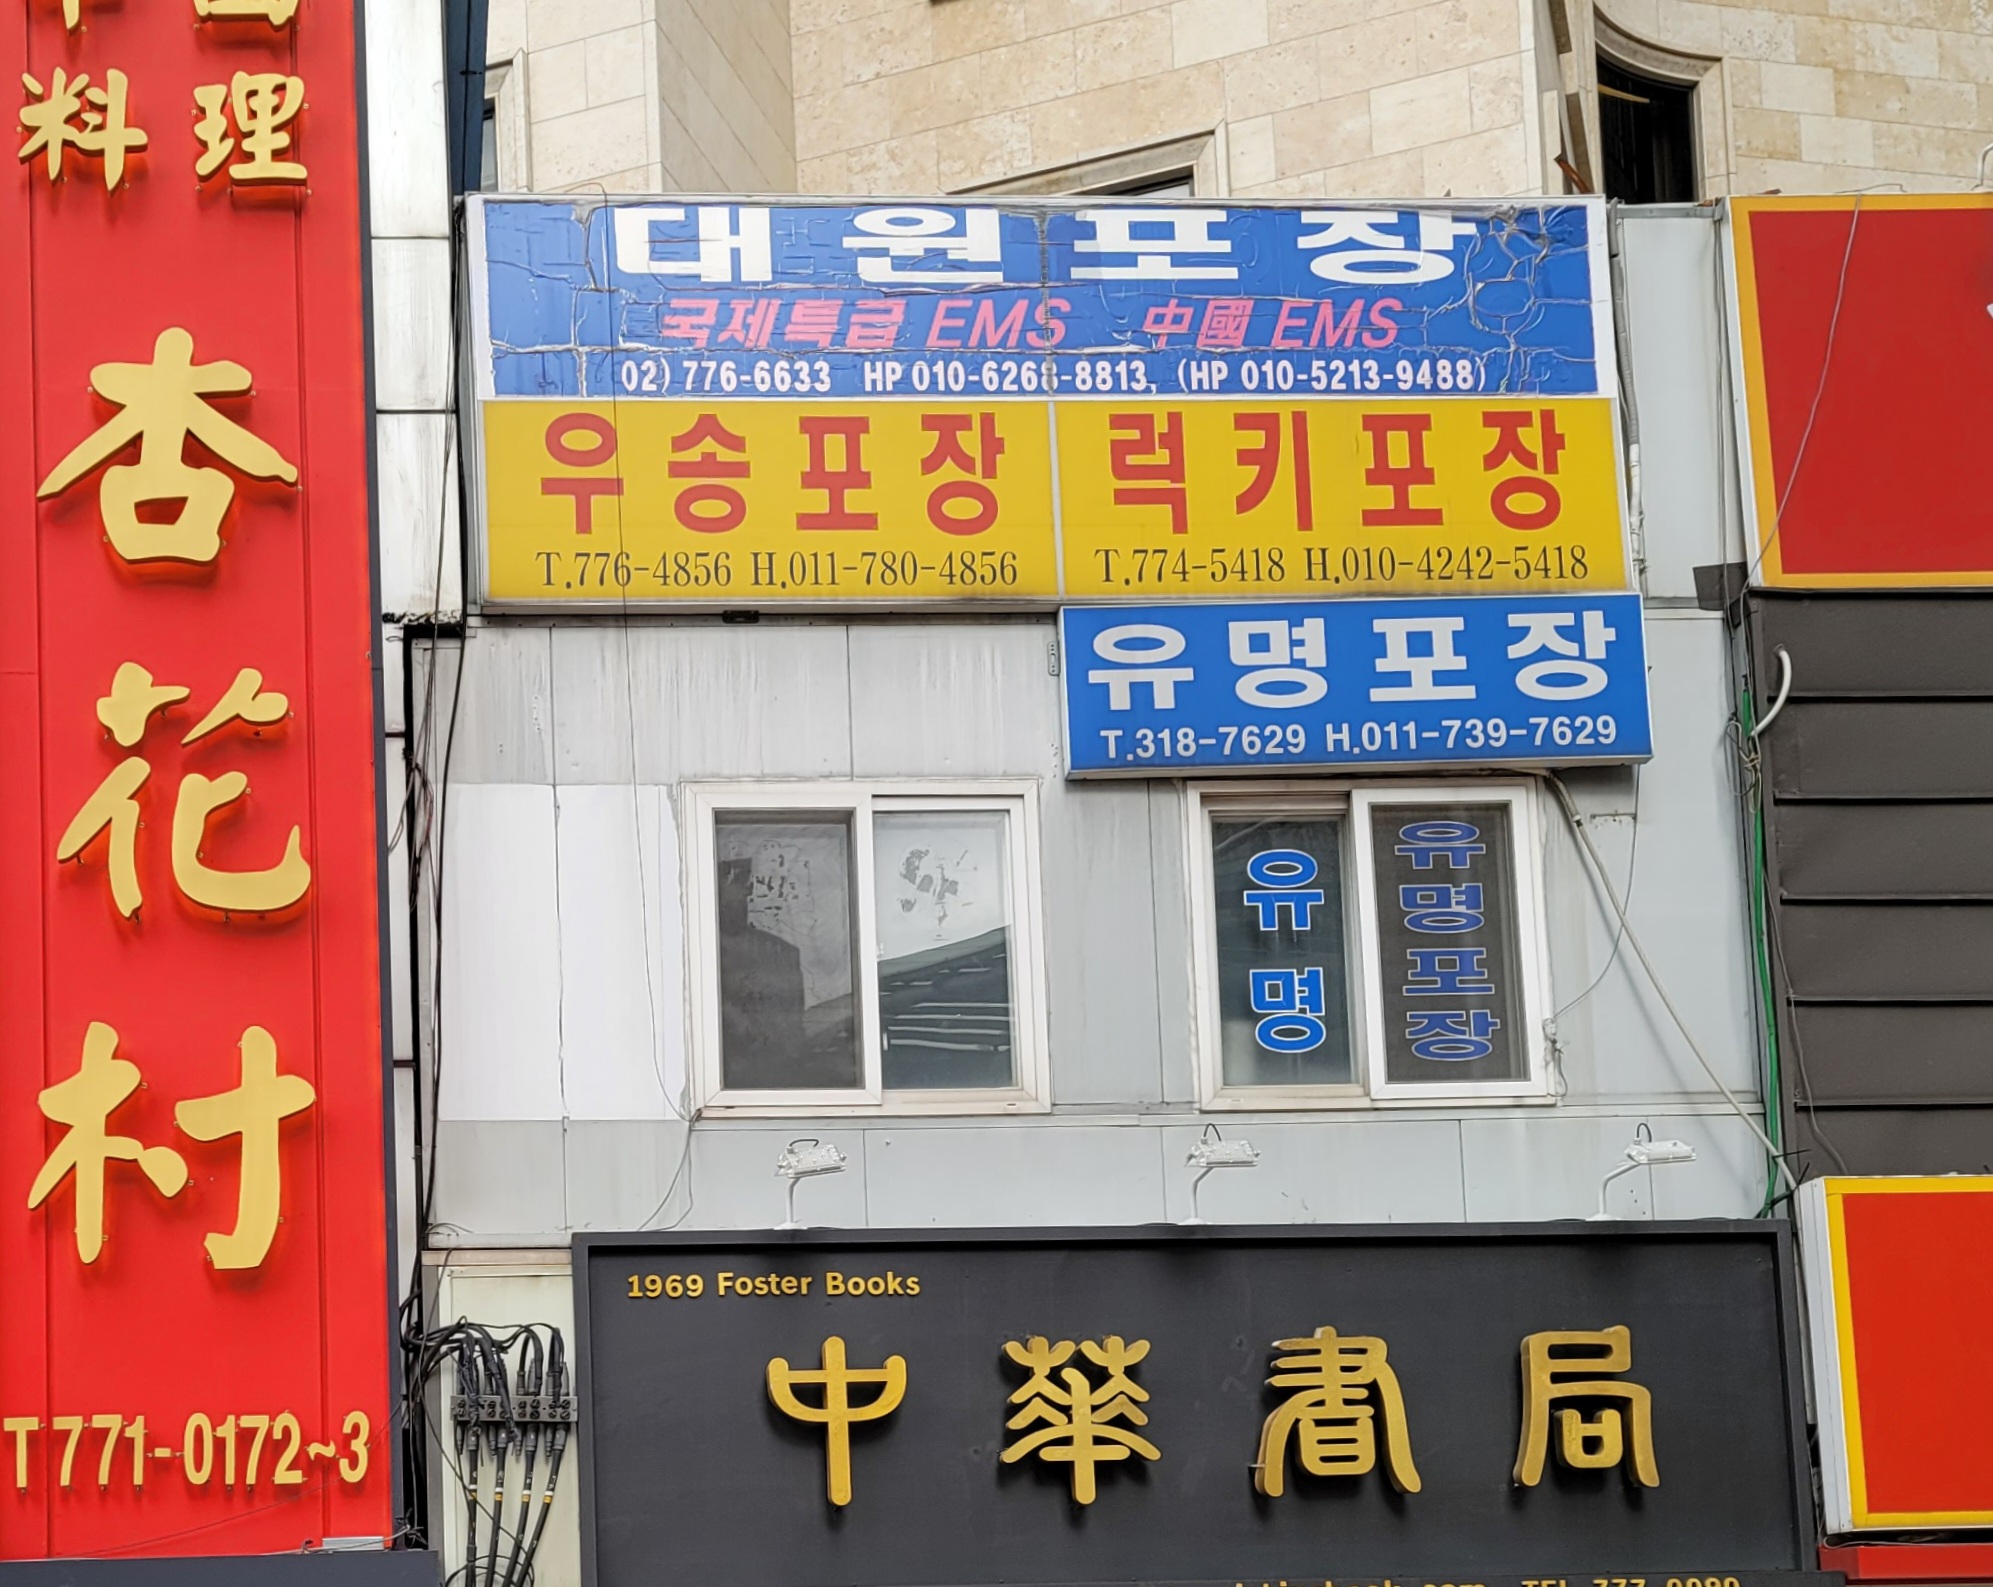 料理
杏花村
T 771-0172~3
대원포장
국제특급 EMS 中國 EMS
02) 776-6633 HP 010-6268-8813, (HP 010-5213-9488)
우송포장
T.776-4856 H.011-780-4856
럭키포장
T.774-5418 H.010-4242-5418
유명포장
T.318-7629 H.011-739-7629
유명
유명포장
1969 Foster Books
中華書局